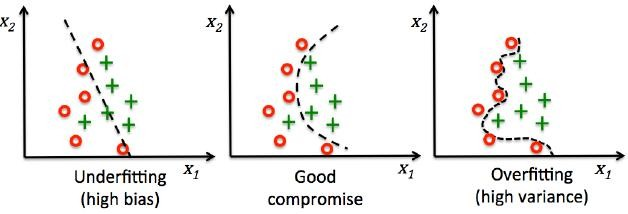 x2
x1
Underfitting
(high bias)
x2
x1
Good
compromise
x2
x1
Overfitting
(high variance)